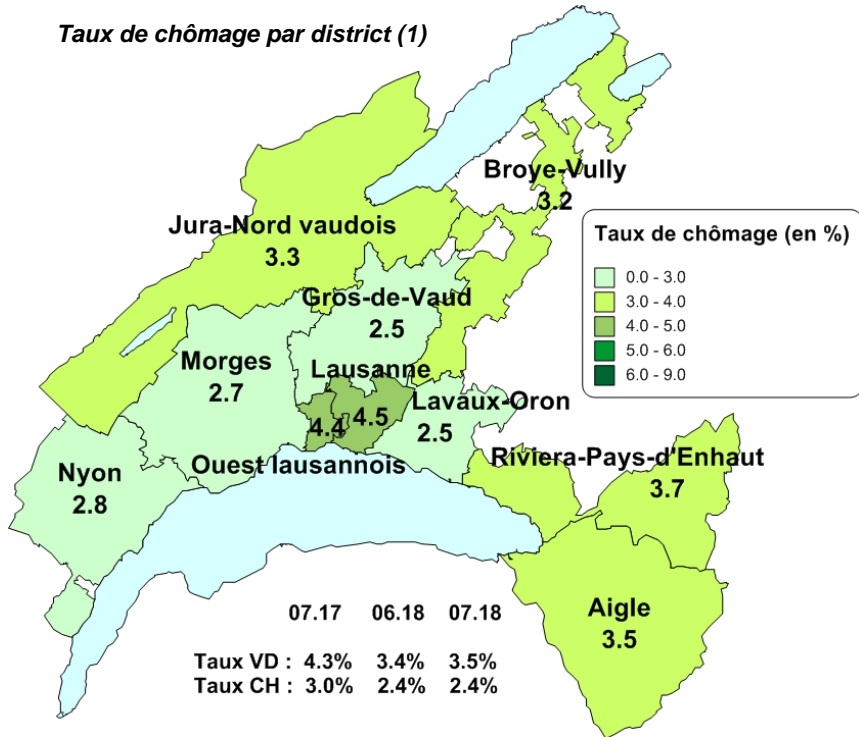 Taux de chômage par district (1)
Broye-Vully
3.2
Jura-Nord vaudois
3.3
Taux de chômage (en %)
0.0 - 3.0
3.0 - 4.0
4.0 - 5.0
5.0 - 6.0
6.0 - 9.0
Gros-de-Vaud
2.5
Morges
2.7
Lausanne
4.5
4.4
Lavaux-Oron
2.5
Ouest lausannois
Riviera-Pays-d'Enhaut
3.7
Nyon
2.8
Aigle
3.5
07.17 06.18 07.18
Taux VD : 4.3% 3.4% 3.5%
Taux CH : 3.0% 2.4% 2.4%